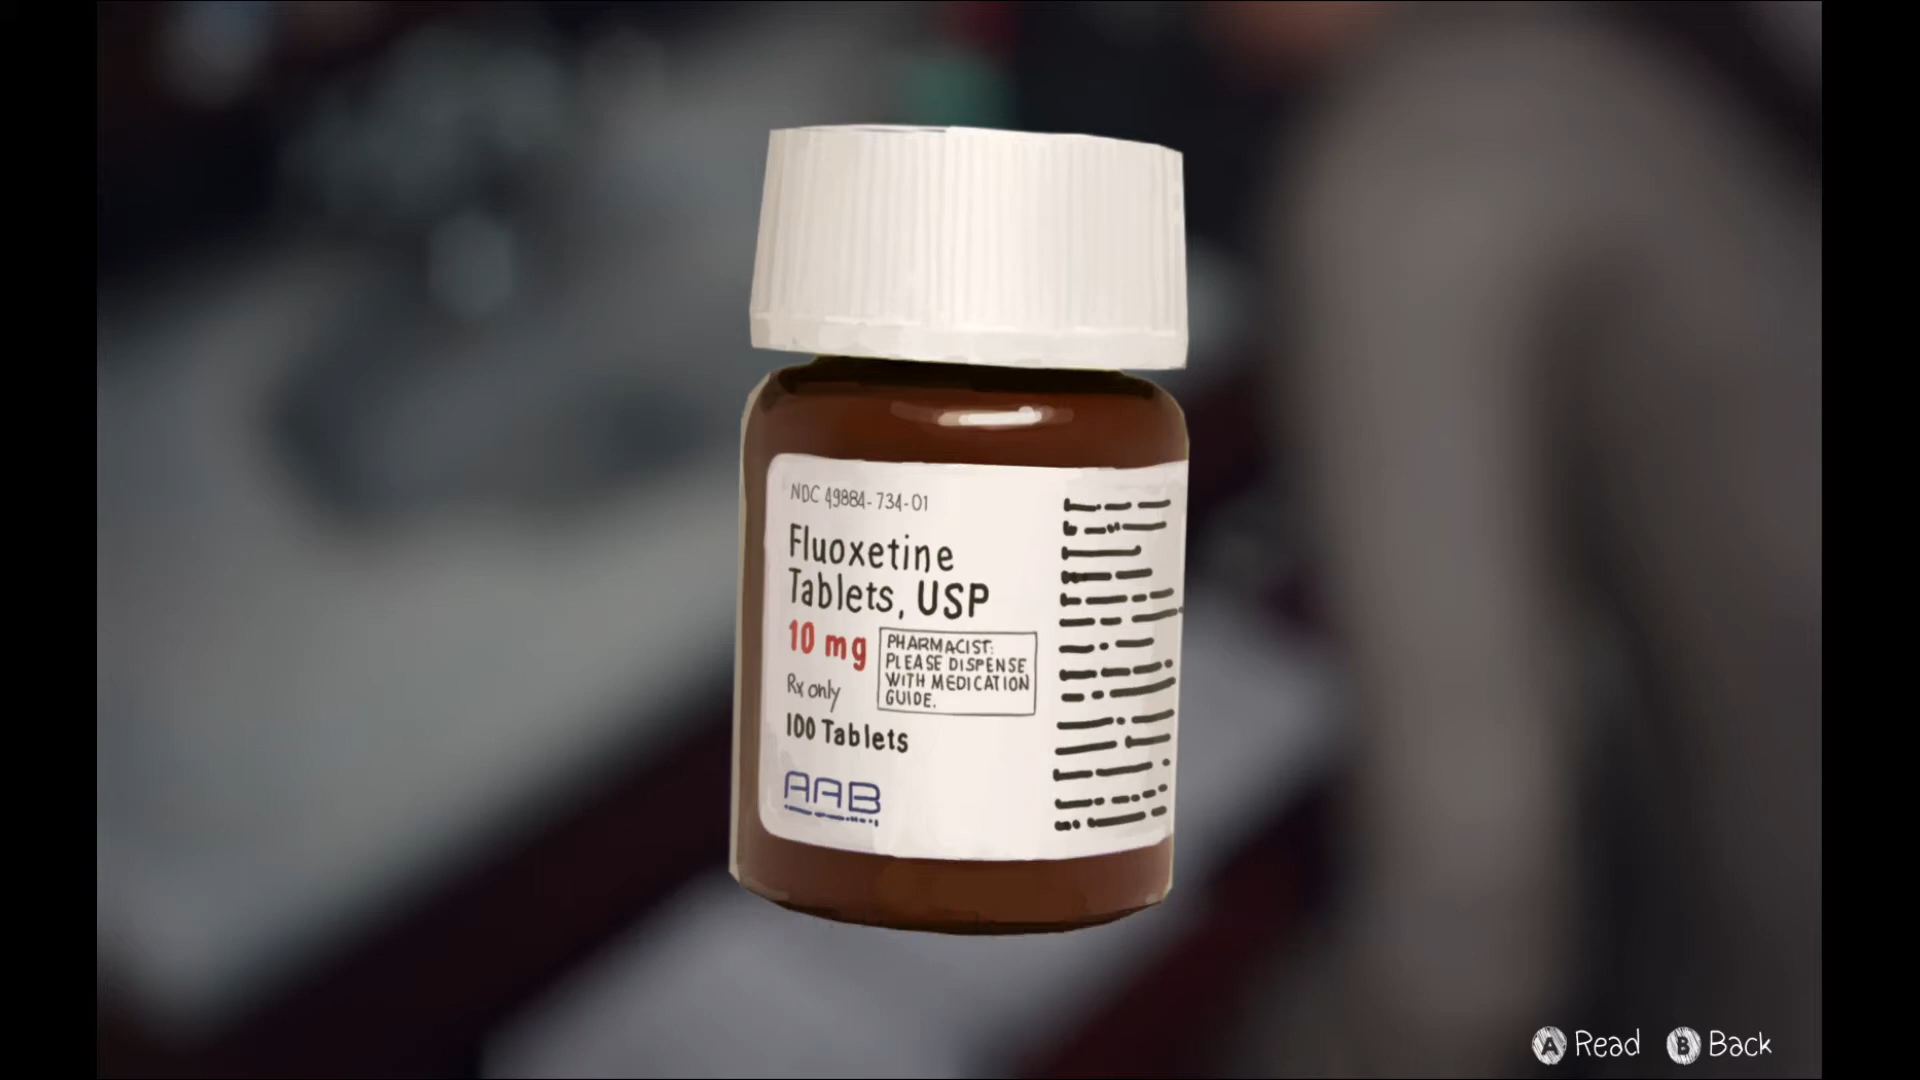 NDC 49884-734-01
Fluoxetine
Tablets, USP
10 mg
PHARMACIST:
PLEASE DISPENSE
WITH MEDICATION
GUIDE.
Rx only
100 Tablets
AAB
A Read B Back